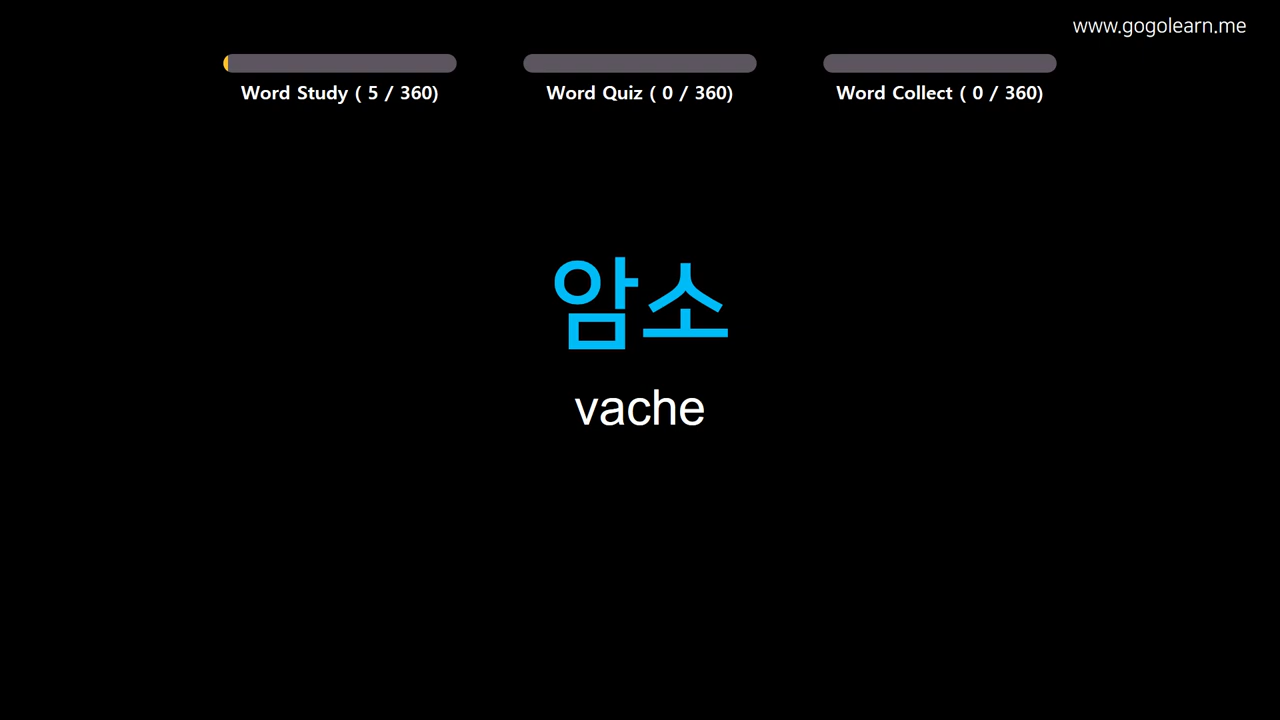 www.gogolearn.me
Word Study ( 5 / 360)
Word Quiz ( 0 / 360)
Word Collect ( 0 / 360)
암소
vache